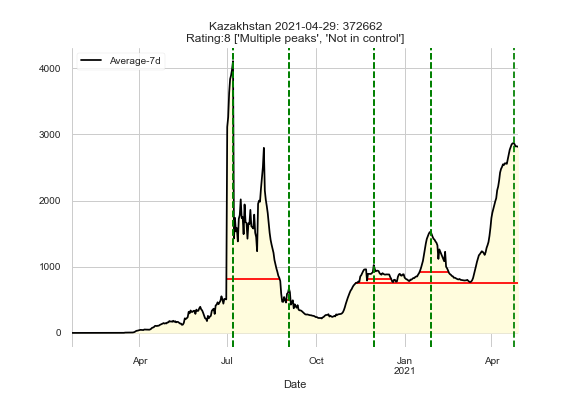 Kazakhstan 2021-04-29: 372662
Rating:8 ['Multiple peaks', 'Not in control']
Average-7d
4000
3000
2000
1000
0
Apr
Jul
Oct
Jan
2021
Apr
Date